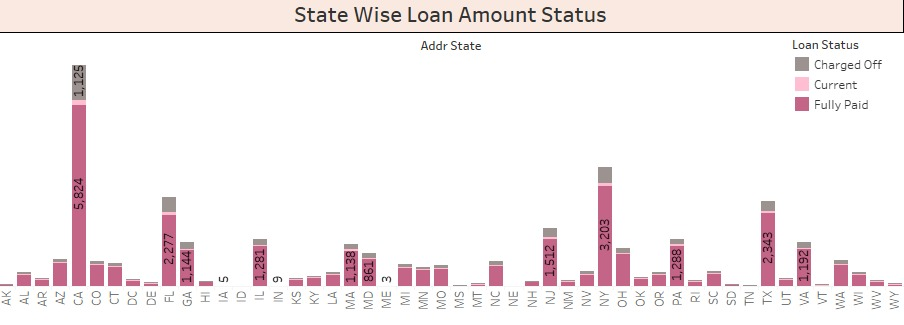 State Wise Loan Amount Status
Addr State
Loan Status
Charged Off
Current
Fully Paid
1,125
5,824
2,277
1,144
5
1,281
9
1,138
861
3
1,512
3,203
1,288
2,343
1,192
AK AL AR AZ CA CO CT DC DE FL GA HI IA ID IL IN KS KY LA MA MD ME MI MN MO MS MT NC NE NH NJ NM NV NY OH OK OR PA RI SC SD TN TX UT VA VT WA WI WV WY